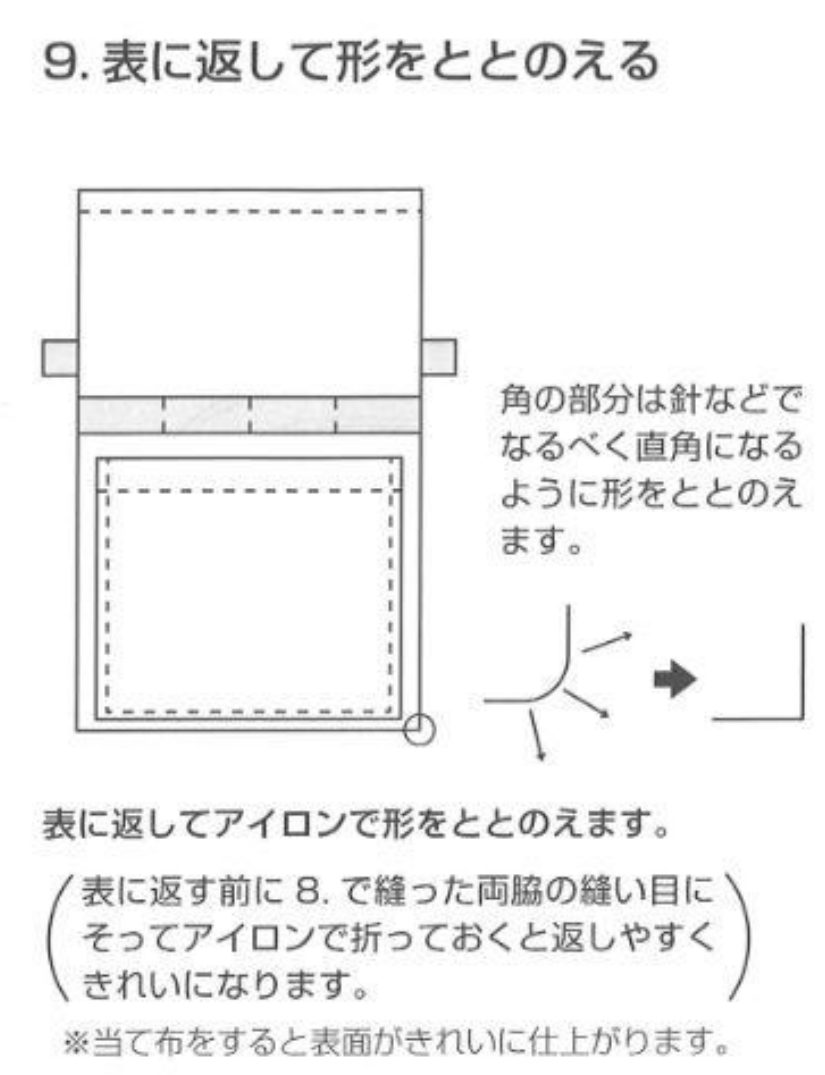 9. 表に返して形をととのえる
角の部分は針などで
なるべく直角になる
ように形をととのえ
ます。
表に返してアイロンで形をととのえます。
表に返す前に 8. で縫った両脇の縫い目に
そってアイロンで折っておくと返しやすく
きれいになります。
※当て布をすると表面がきれいに仕上がります。